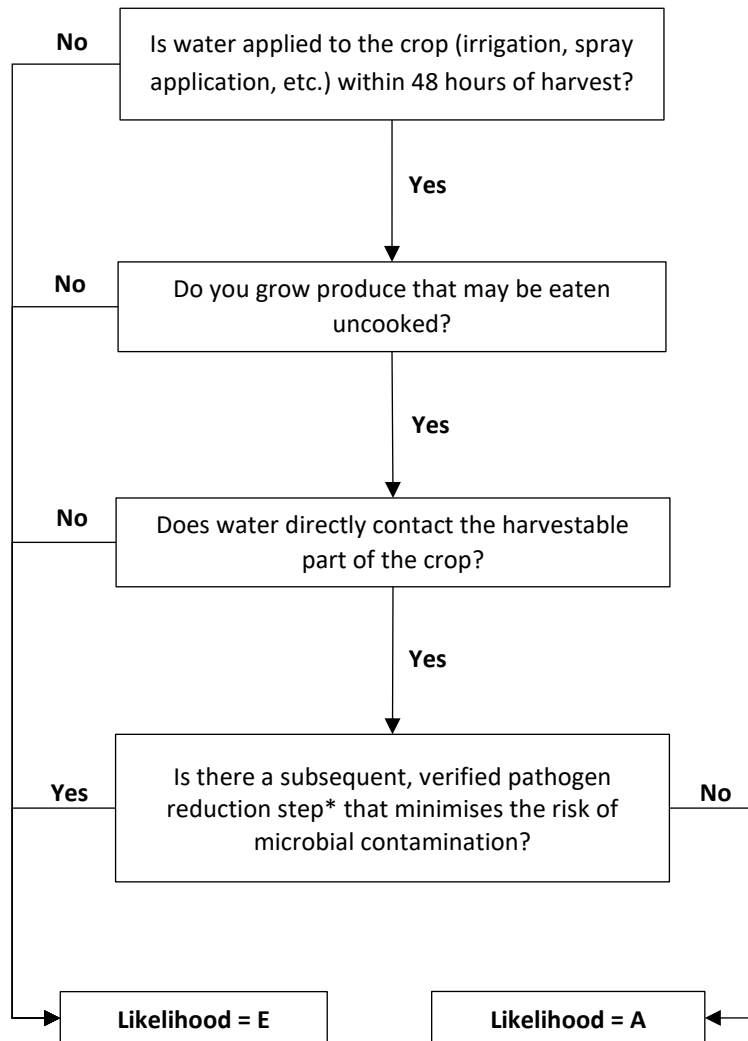 No
Is water applied to the crop (irrigation, spray
application, etc.) within 48 hours of harvest?
Yes
No
Do you grow produce that may be eaten
uncooked?
Yes
No
Does water directly contact the harvestable
part of the crop?
Yes
Yes
Is there a subsequent, verified pathogen
reduction step* that minimises the risk of
microbial contamination?
No
Likelihood = E
Likelihood = A